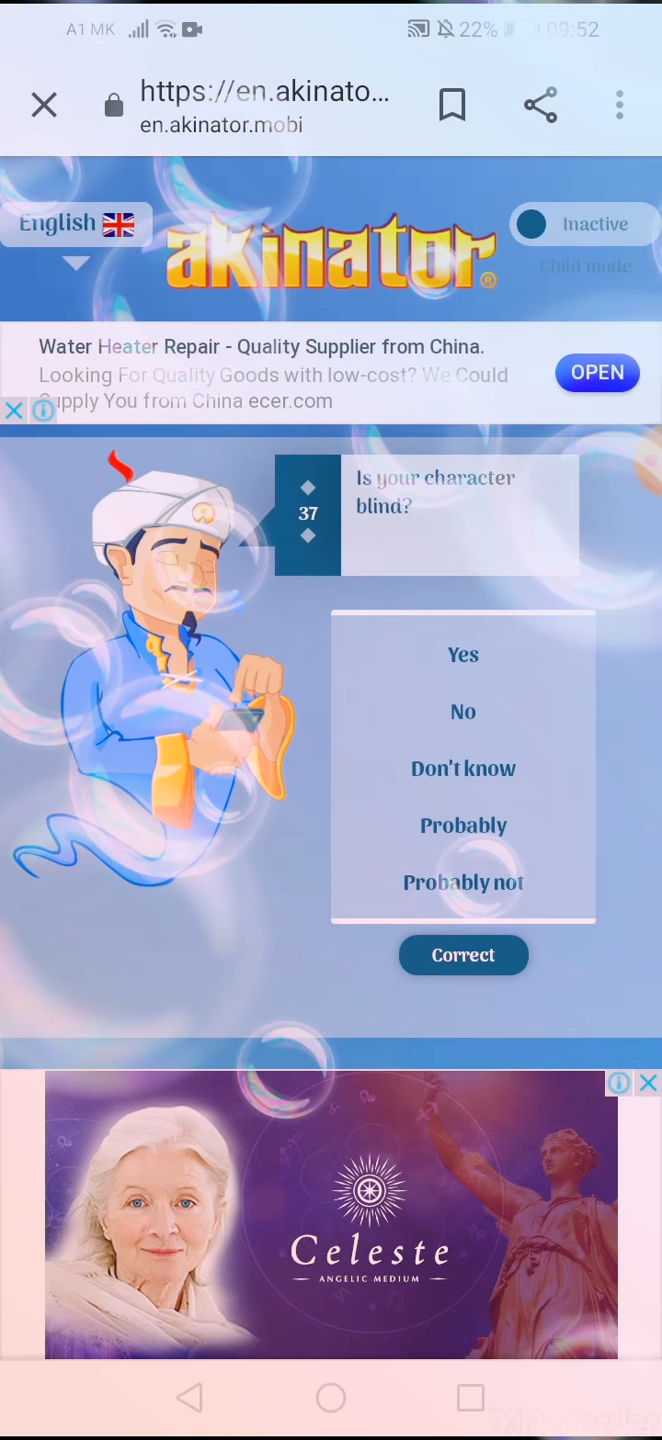 A1 MK
22%
09:52
https://en.akinato...
en.akinator.mobi
English
akinator®
Inactive
Child mode
Water Heater Repair - Quality Supplier from China.
Looking For Quality Goods with low-cost? We Could
Supply You from China ecer.com
OPEN
37
Is your character
blind?
Yes
No
Don't know
Probably
Probably not
Correct
Celeste
ANGELIC MEDIUM